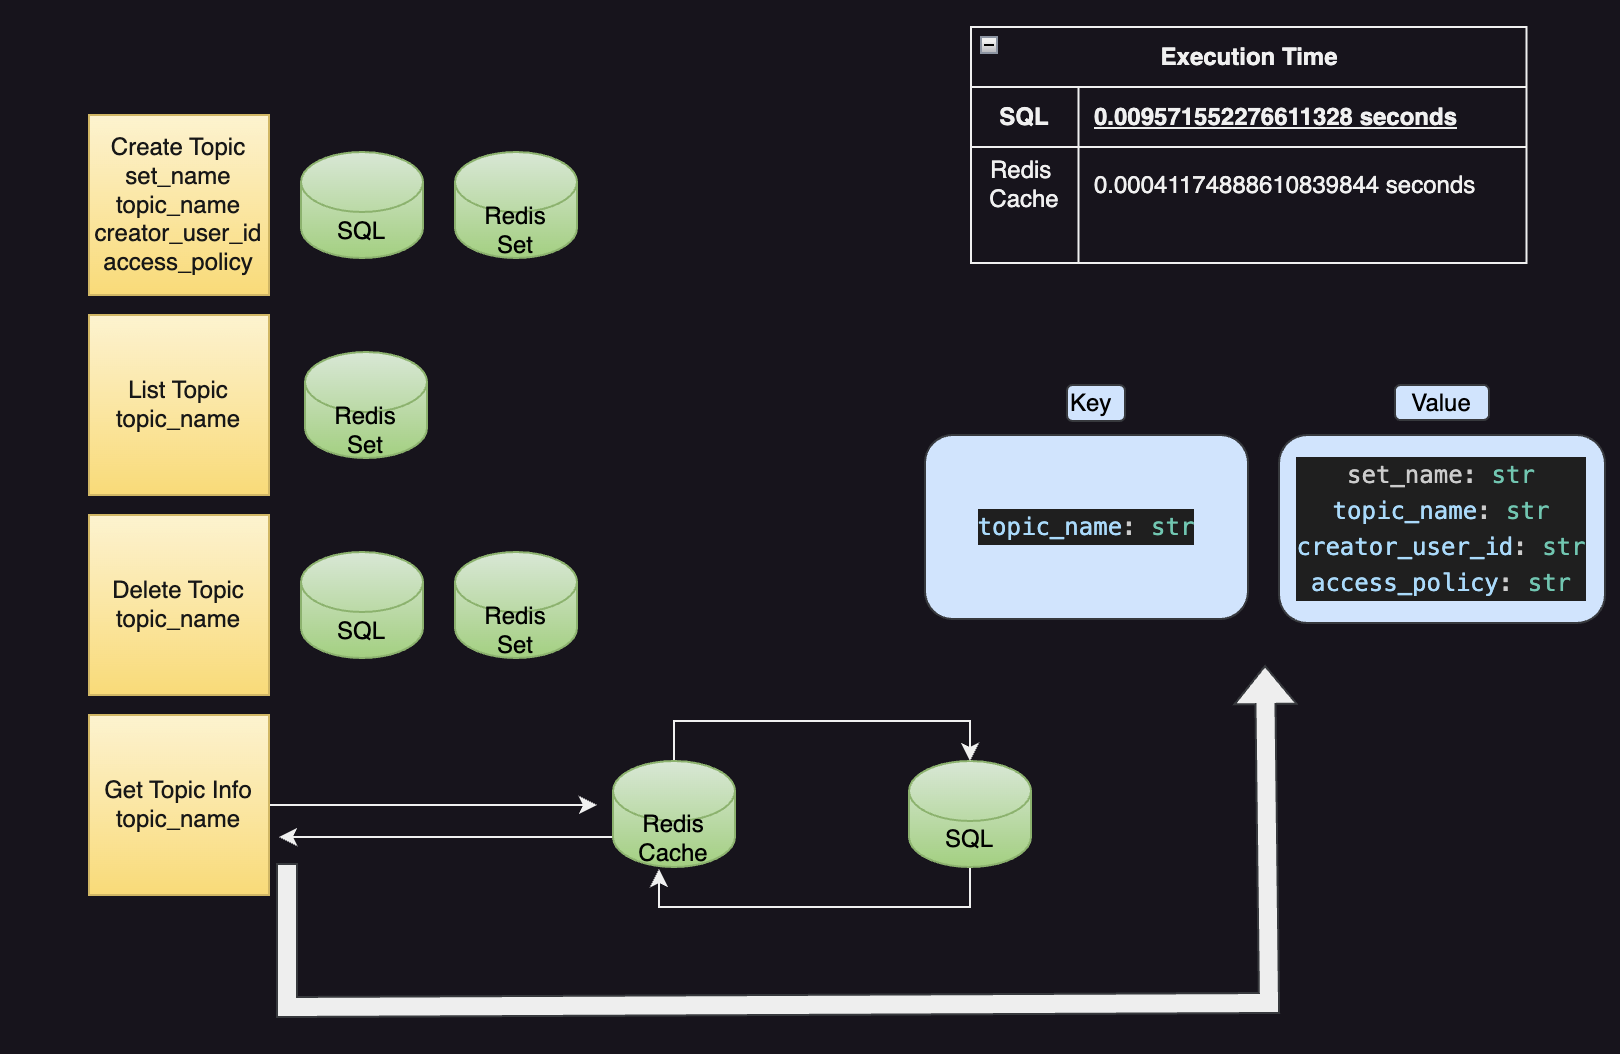 Execution Time
SQL
0.009571552276611328 seconds
Redis
Cache
0.00041174888610839844 seconds
Create Topic
set_name
topic_name
creator_user_id
access_policy
SQL
Redis
Set
List Topic
topic_name
Redis
Set
Key
Value
topic_name: str
set_name: str
topic_name: str
creator_user_id: str
access_policy: str
Delete Topic
topic_name
SQL
Redis
Set
Get Topic Info
topic_name
Redis
Cache
SQL